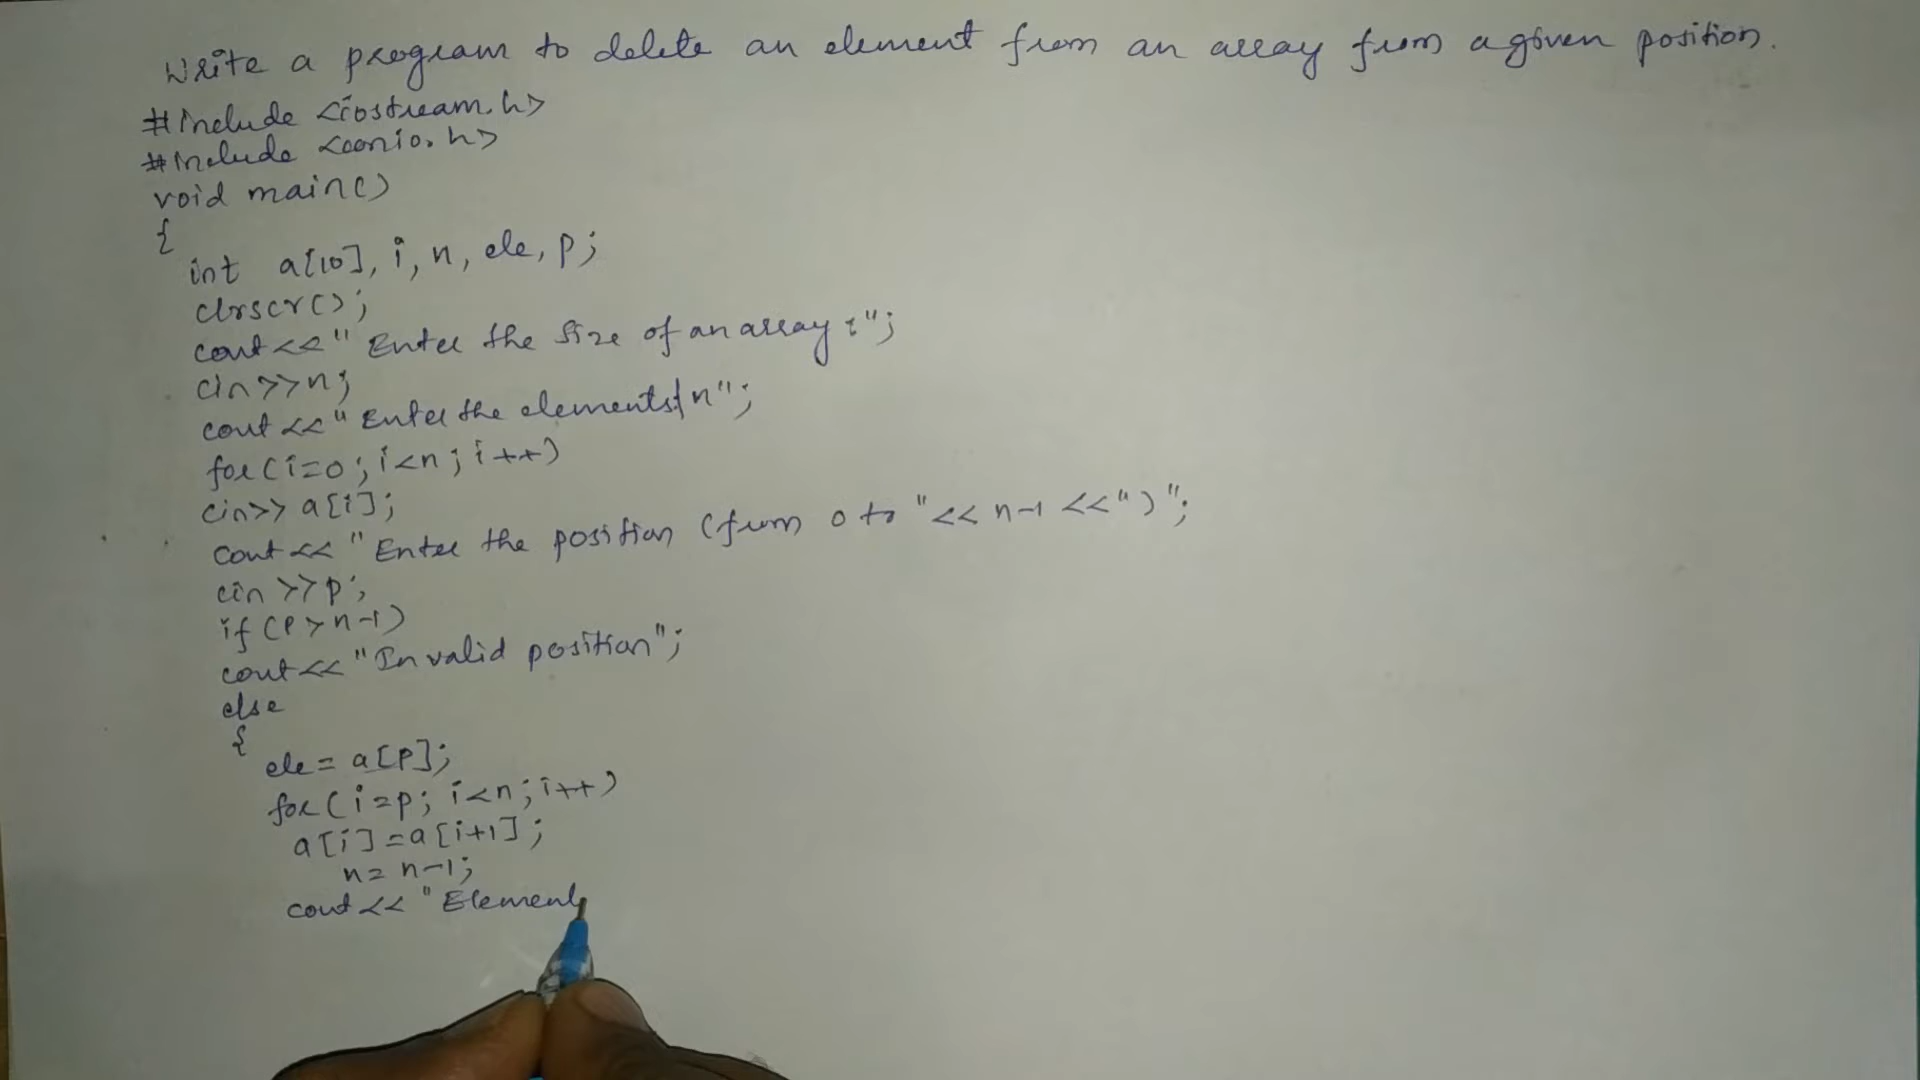 Write a program to delete an element from an array from a given position.
#include <iostream.h>
#include <conio.h>
void main()
{
int a[10], i, n, ele, p;
clrscr();
cout<<"Enter the size of an array:";
cin>>n;
cout<<"Enter the elements:\n";
for(i=0;i<n;i++)
cin>>a[i];
cout<<"Enter the position (from 0 to "<<n-1<<")";
cin>>p;
if(p>n-1)
cout<<"Invalid position";
else
{
ele=a[p];
for(i=p;i<n;i++)
a[i]=a[i+1];
n=n-1;
cout<<"Element